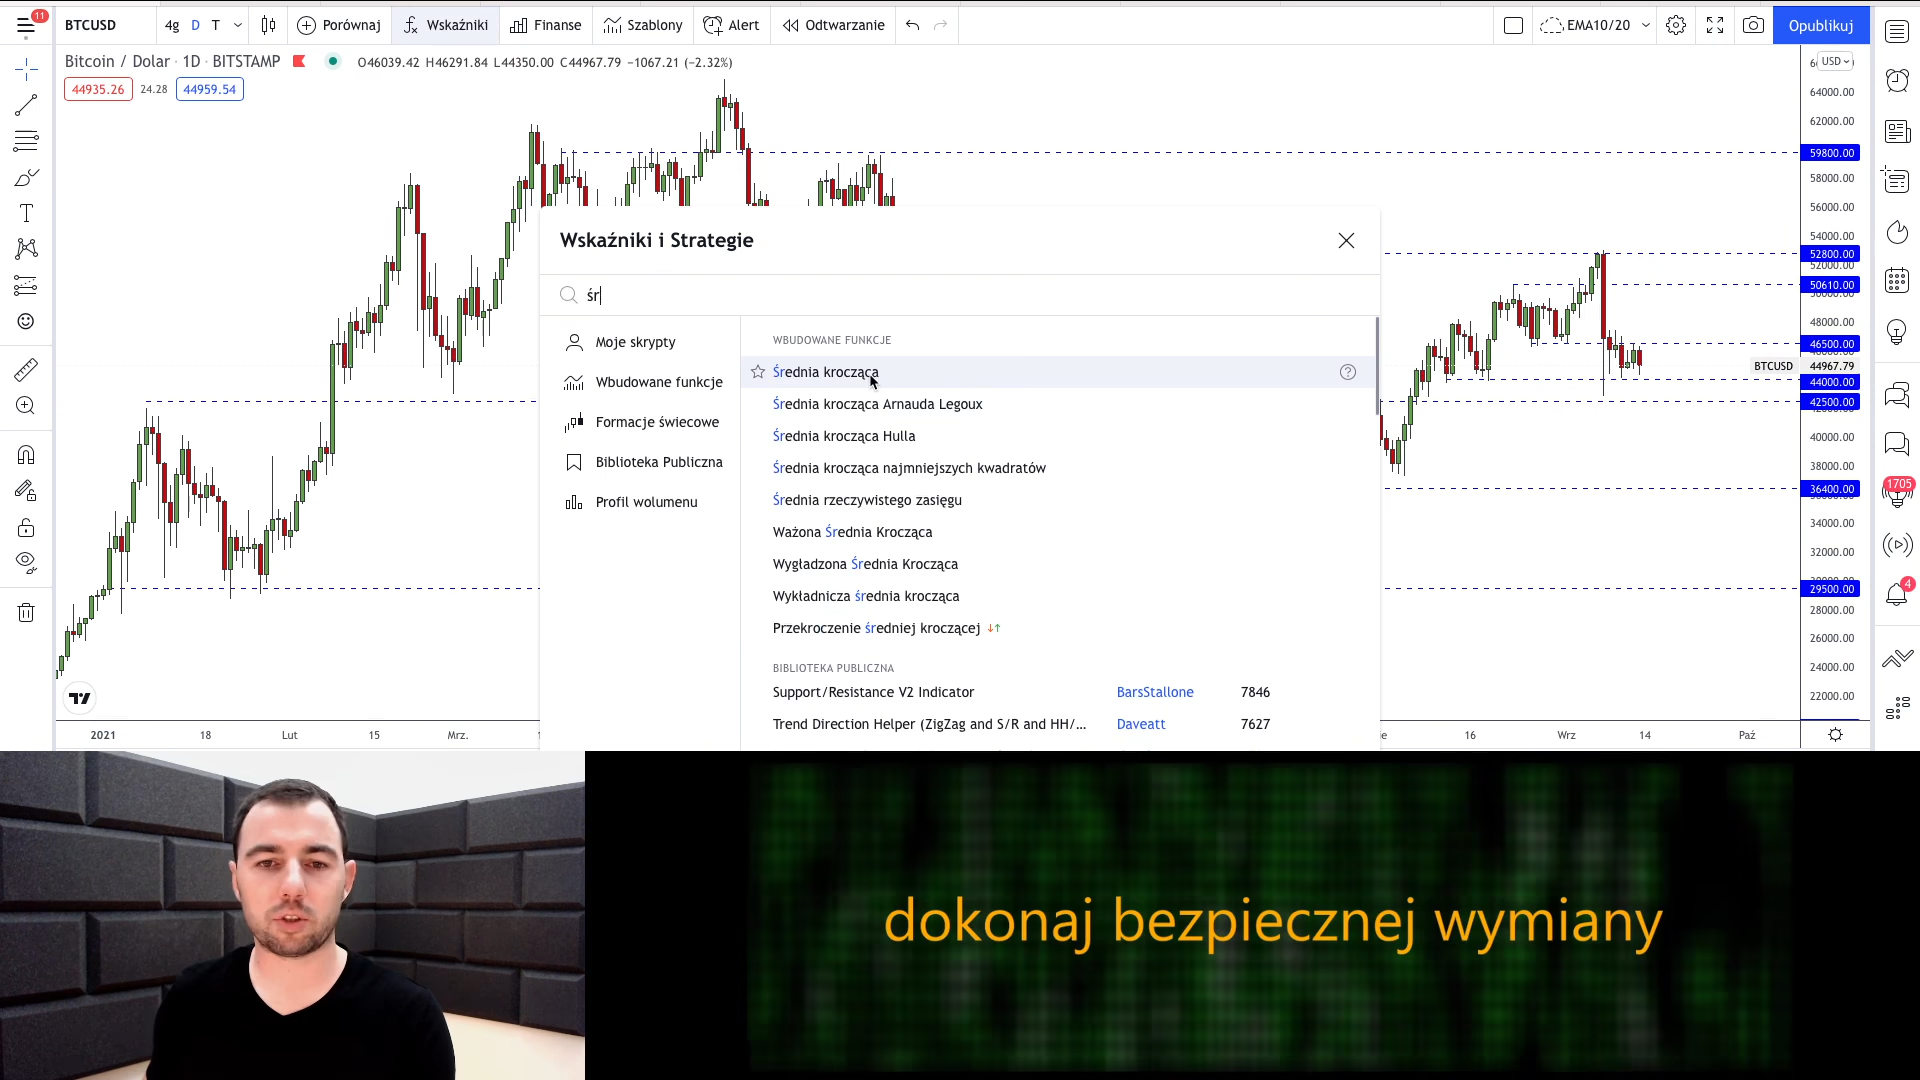 11
BTCUSD
4g D T
Porównaj
Wskaźniki
Finanse
Szablony
Alert
Odtwarzanie
EMA10/20
Opublikuj
Bitcoin / Dolar · 1D · BITSTAMP
O46039.42 H46291.84 L44350.00 C44967.79 −1067.21 (−2.32%)
44935.26 24.28 44959.54
USD
64000.00
62000.00
59800.00
58000.00
56000.00
54000.00
52800.00
52000.00
50610.00
48000.00
46500.00
BTCUSD 44967.79
44000.00
42500.00
40000.00
38000.00
36400.00
34000.00
32000.00
29500.00
28000.00
26000.00
24000.00
22000.00
1705
4
Wskaźniki i Strategie
śr
Moje skrypty
Wbudowane funkcje
Formacje świecowe
Biblioteka Publiczna
Profil wolumenu
WBUDOWANE FUNKCJE
Średnia krocząca
Średnia krocząca Arnauda Legoux
Średnia krocząca Hulla
Średnia krocząca najmniejszych kwadratów
Średnia rzeczywistego zasięgu
Ważona Średnia Krocząca
Wygładzona Średnia Krocząca
Wykładnicza średnia krocząca
Przekroczenie średniej kroczącej
BIBLIOTEKA PUBLICZNA
Support/Resistance V2 Indicator BarsStallone 7846
Trend Direction Helper (ZigZag and S/R and HH/... Daveatt 7627
2021 18 Lut 15 Mrz. 16 Wrz 14 Paź
dokonaj bezpiecznej wymiany